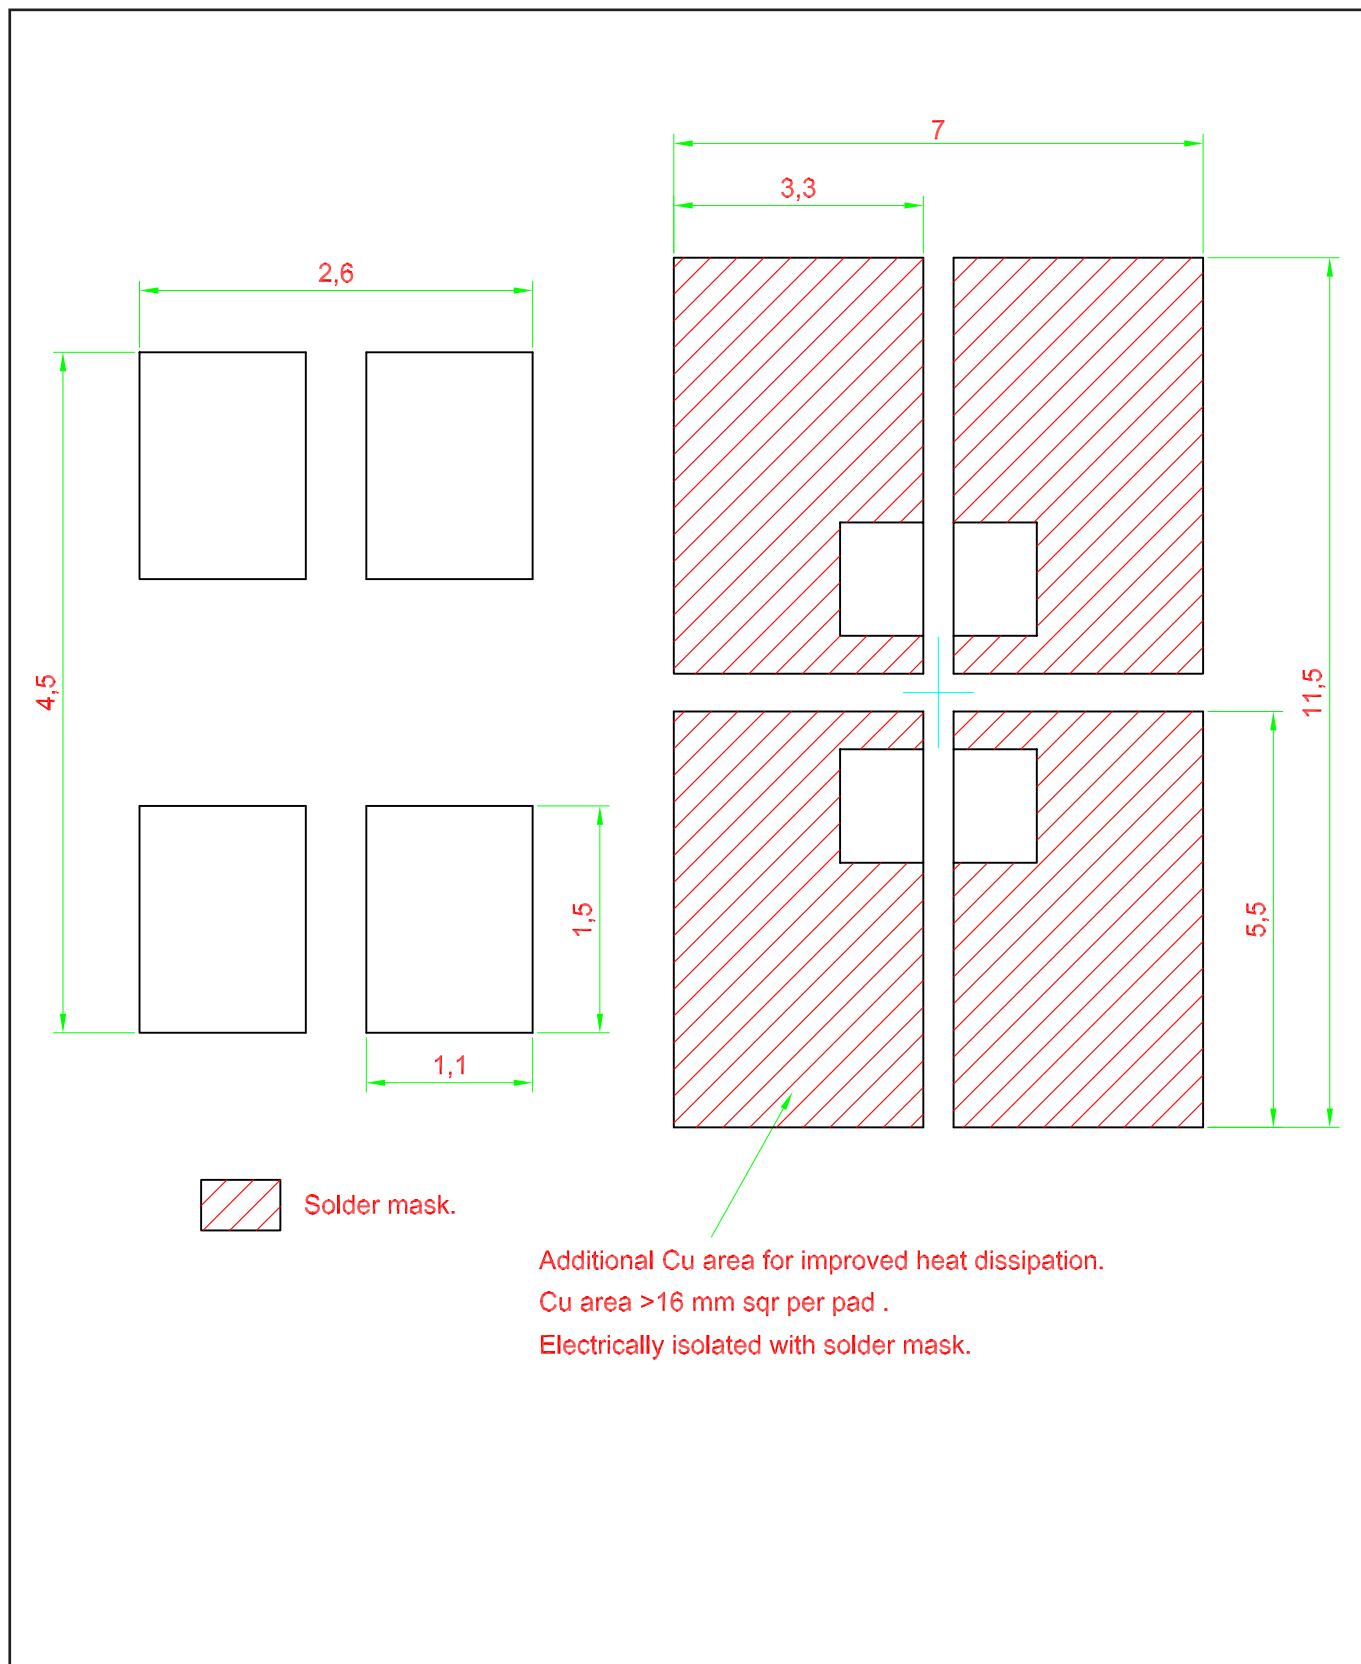 7
3,3
2,6
4,5
11,5
5,5
1,5
1,1
Solder mask.
Additional Cu area for improved heat dissipation.
Cu area >16 mm sqr per pad .
Electrically isolated with solder mask.